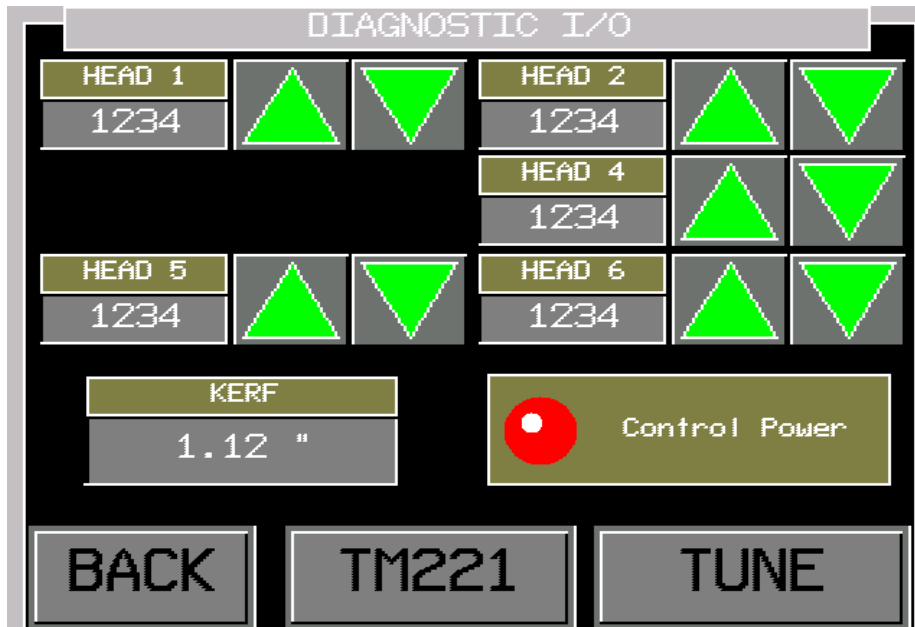 DIAGNOSTIC I/O
HEAD 1
1234
HEAD 2
1234
HEAD 4
1234
HEAD 5
1234
HEAD 6
1234
KERF
1.12 "
Control Power
BACK
TM221
TUNE